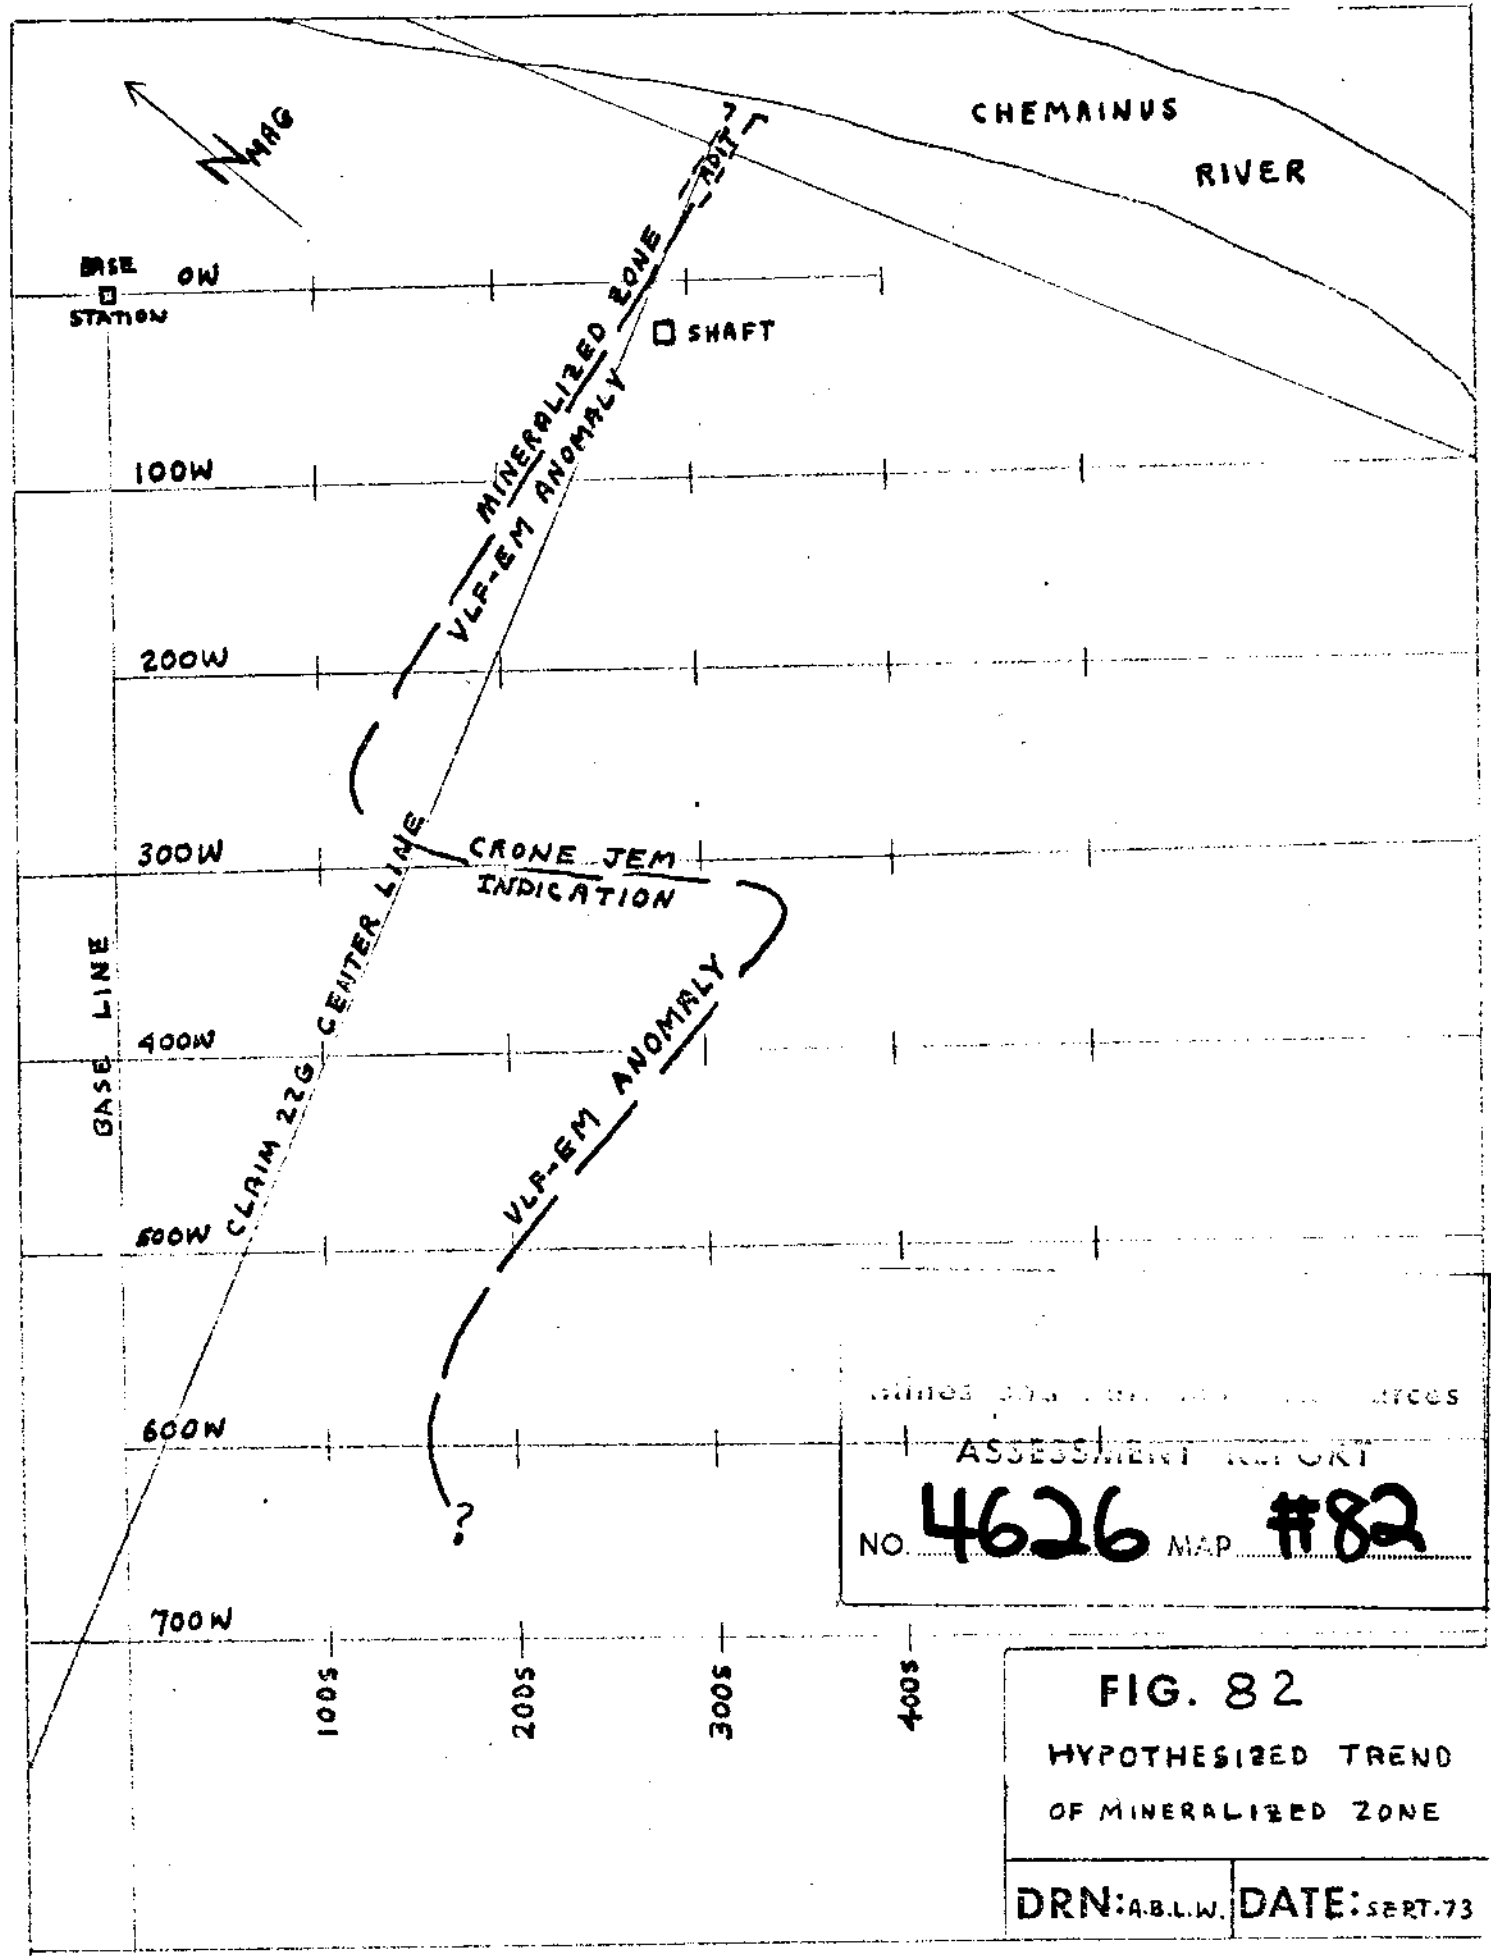 CHEMAINUS
RIVER
N MAG
?
ADIT
BASE
STATION
0W
SHAFT
MINERALIZED ZONE
VLF-EM ANOMALY
100W
200W
300W
CRONE JEM
INDICATION
CLAIM 22G CENTER LINE
BASE LINE
400W
VLF-EM ANOMALY
500W
600W
?
700W
100S
200S
300S
400S
ASSESSMENT REPORT
NO. 4626 MAP #82
FIG. 82
HYPOTHESIZED TREND
OF MINERALIZED ZONE
DRN: A.B.L.W. DATE: SEPT. 73